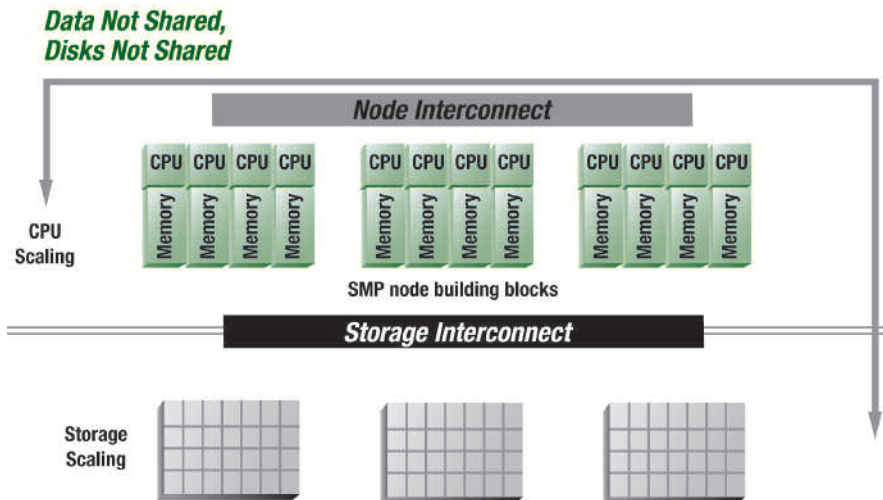 Data Not Shared,
Disks Not Shared
Node Interconnect
CPU CPU CPU CPU CPU CPU CPU CPU CPU CPU CPU CPU
Memory Memory Memory Memory Memory Memory Memory Memory Memory Memory Memory Memory
CPU
Scaling
SMP node building blocks
Storage Interconnect
Storage
Scaling